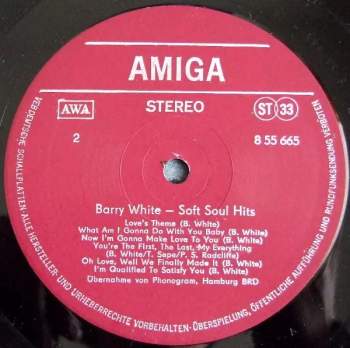 AMIGA
AWA
STEREO
ST 33
2
8 55 665
Barry White – Soft Soul Hits
Love's Theme (B. White)
What Am I Gonna Do With You Baby (B. White)
Now I'm Gonna Make Love To You (B. White)
You're The First, The Last, My Everything
(B. White/T. Sepe/P. S. Radcliffe)
Oh Love, Well We Finally Made It (B. White)
I'm Qualified To Satisfy You (B. White)
Übernahme von Phonogram, Hamburg BRD
VEB DEUTSCHE SCHALLPLATTEN·ALLE HERSTELLER- UND URHEBERRECHTE VORBEHALTEN·ÜBERSPIELUNG, ÖFFENTLICHE AUFFÜHRUNG UND RUNDFUNKSENDUNG VERBOTEN